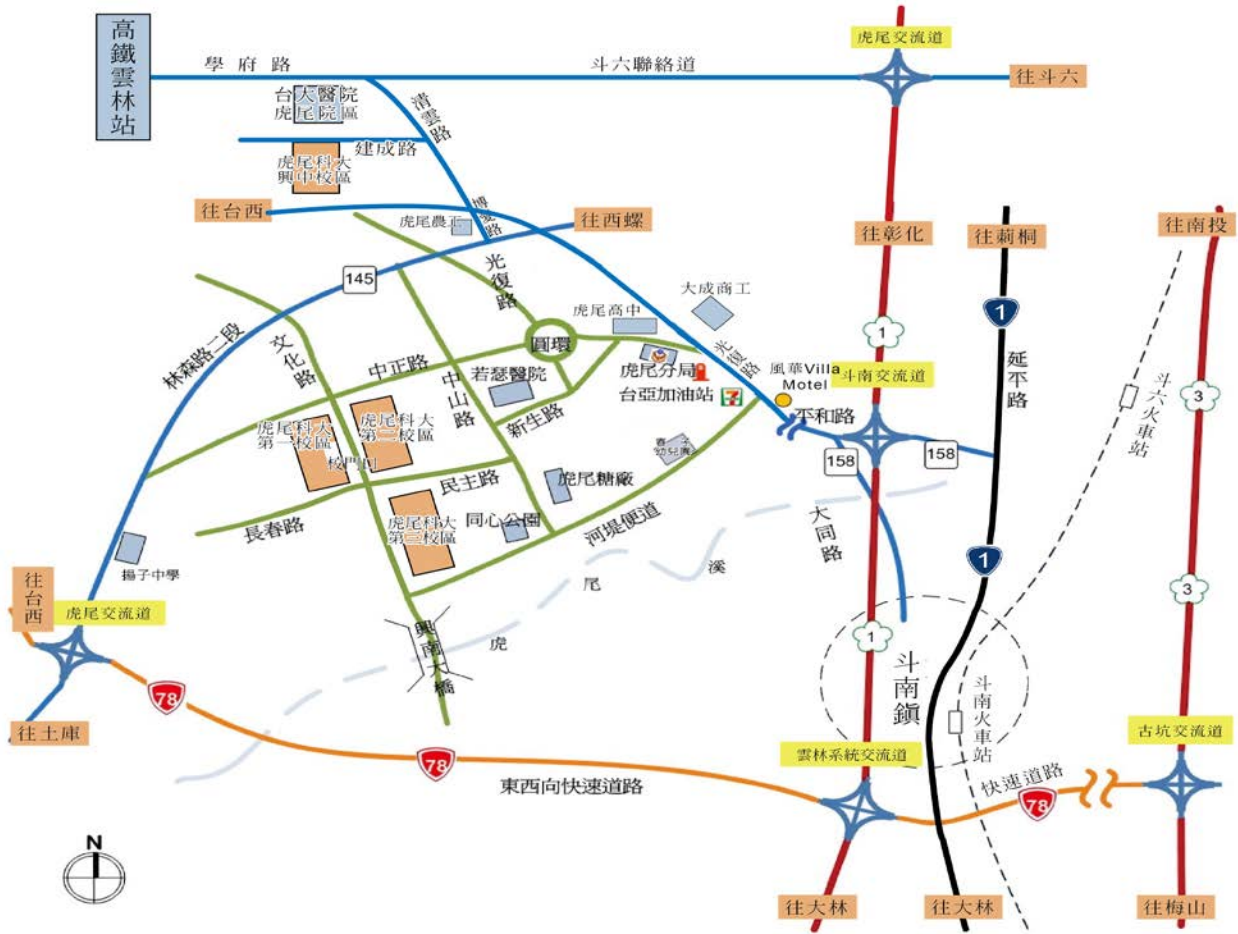 高鐵雲林站
學府路
斗六聯絡道
虎尾交流道
往斗六
台大醫院
虎尾院區
清雲路
建成路
虎尾科大
興中校區
往台西
虎尾農工
博愛路
往西螺
往彰化
往莿桐
往南投
145
光復路
大成商工
虎尾高中
1
1
延平路
林森路二段
文化路
中正路
中山路
圓環
若瑟醫院
虎尾分局
台亞加油站
7
光復路
風華Villa
Motel
斗南交流道
斗六火車站
3
新生路
平和路
158
158
虎尾科大
第一校區
校門口
虎尾科大
第二校區
幼兒園
民主路
虎尾糖廠
長春路
虎尾科大
第三校區
同心公園
河堤便道
大同路
1
揚子中學
虎尾溪
往台西
虎尾交流道
興南大橋
1
3
斗南鎮
斗南火車站
78
往土庫
78
雲林系統交流道
古坑交流道
東西向快速道路
快速道路
78
N
往大林
往大林
往梅山